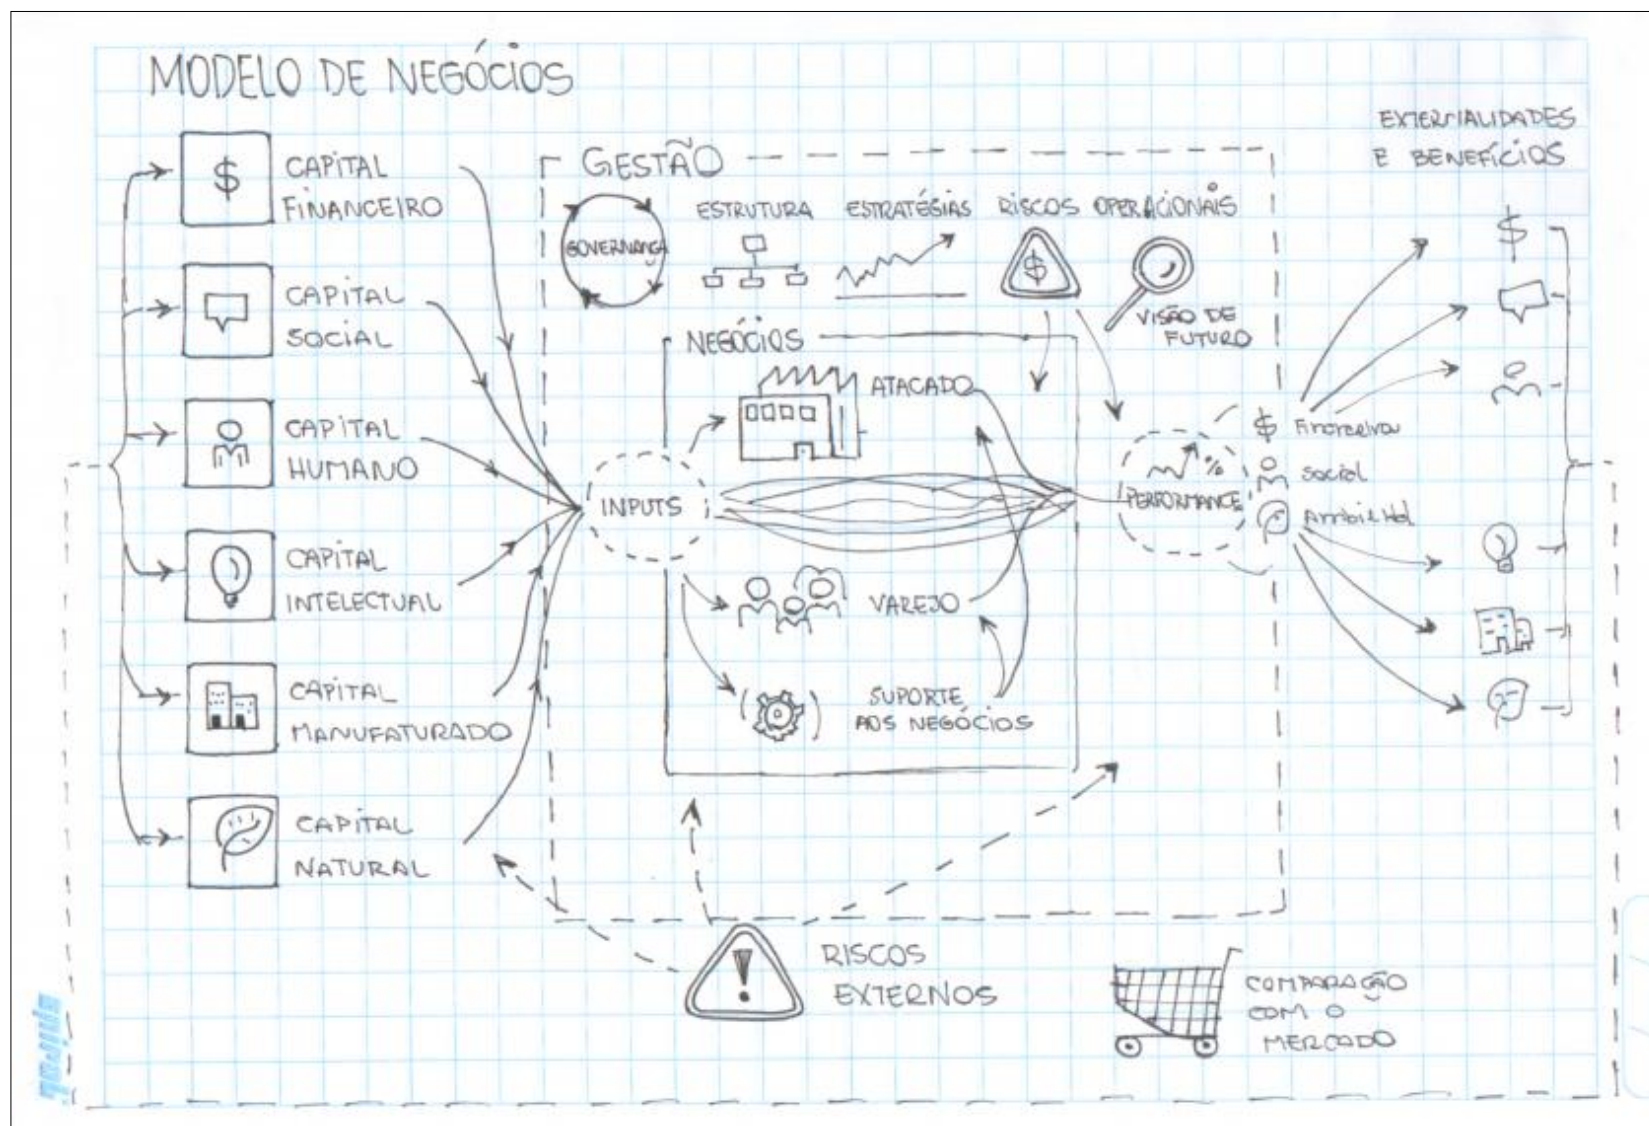 MODELO DE NEGÓCIOS
EXTERNALIDADES
E BENEFÍCIOS
$
CAPITAL
FINANCEIRO
CAPITAL
SOCIAL
CAPITAL
HUMANO
CAPITAL
INTELECTUAL
CAPITAL
MANUFATURADO
CAPITAL
NATURAL
GESTÃO
GOVERNANÇA
ESTRUTURA
ESTRATÉGIAS
RISCOS OPERACIONAIS
$
VISÃO DE
FUTURO
NEGÓCIOS
ATACADO
INPUTS
VAREJO
SUPORTE
AOS NEGÓCIOS
%
PERFORMANCE
$ Financeira
Social
Ambiental
$
!
RISCOS
EXTERNOS
COMPARAÇÃO
COM O
MERCADO